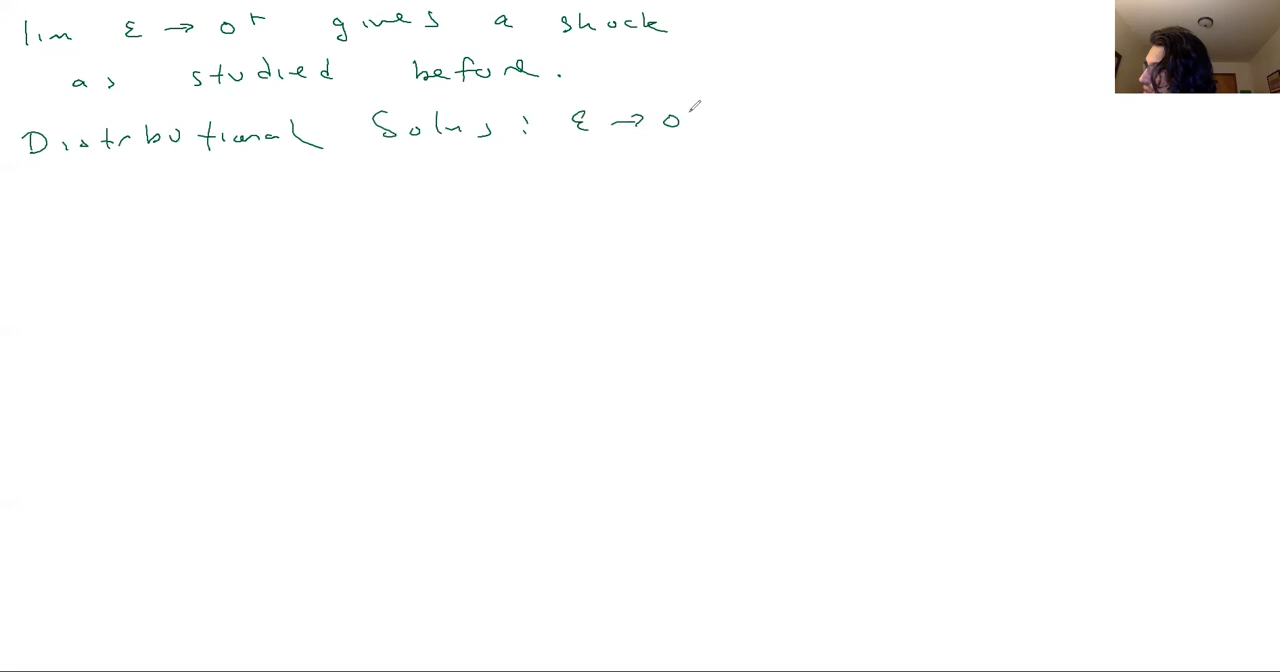 lim ε → 0+ gives a shock
as studied before.
Distributional Solns : ε → 0